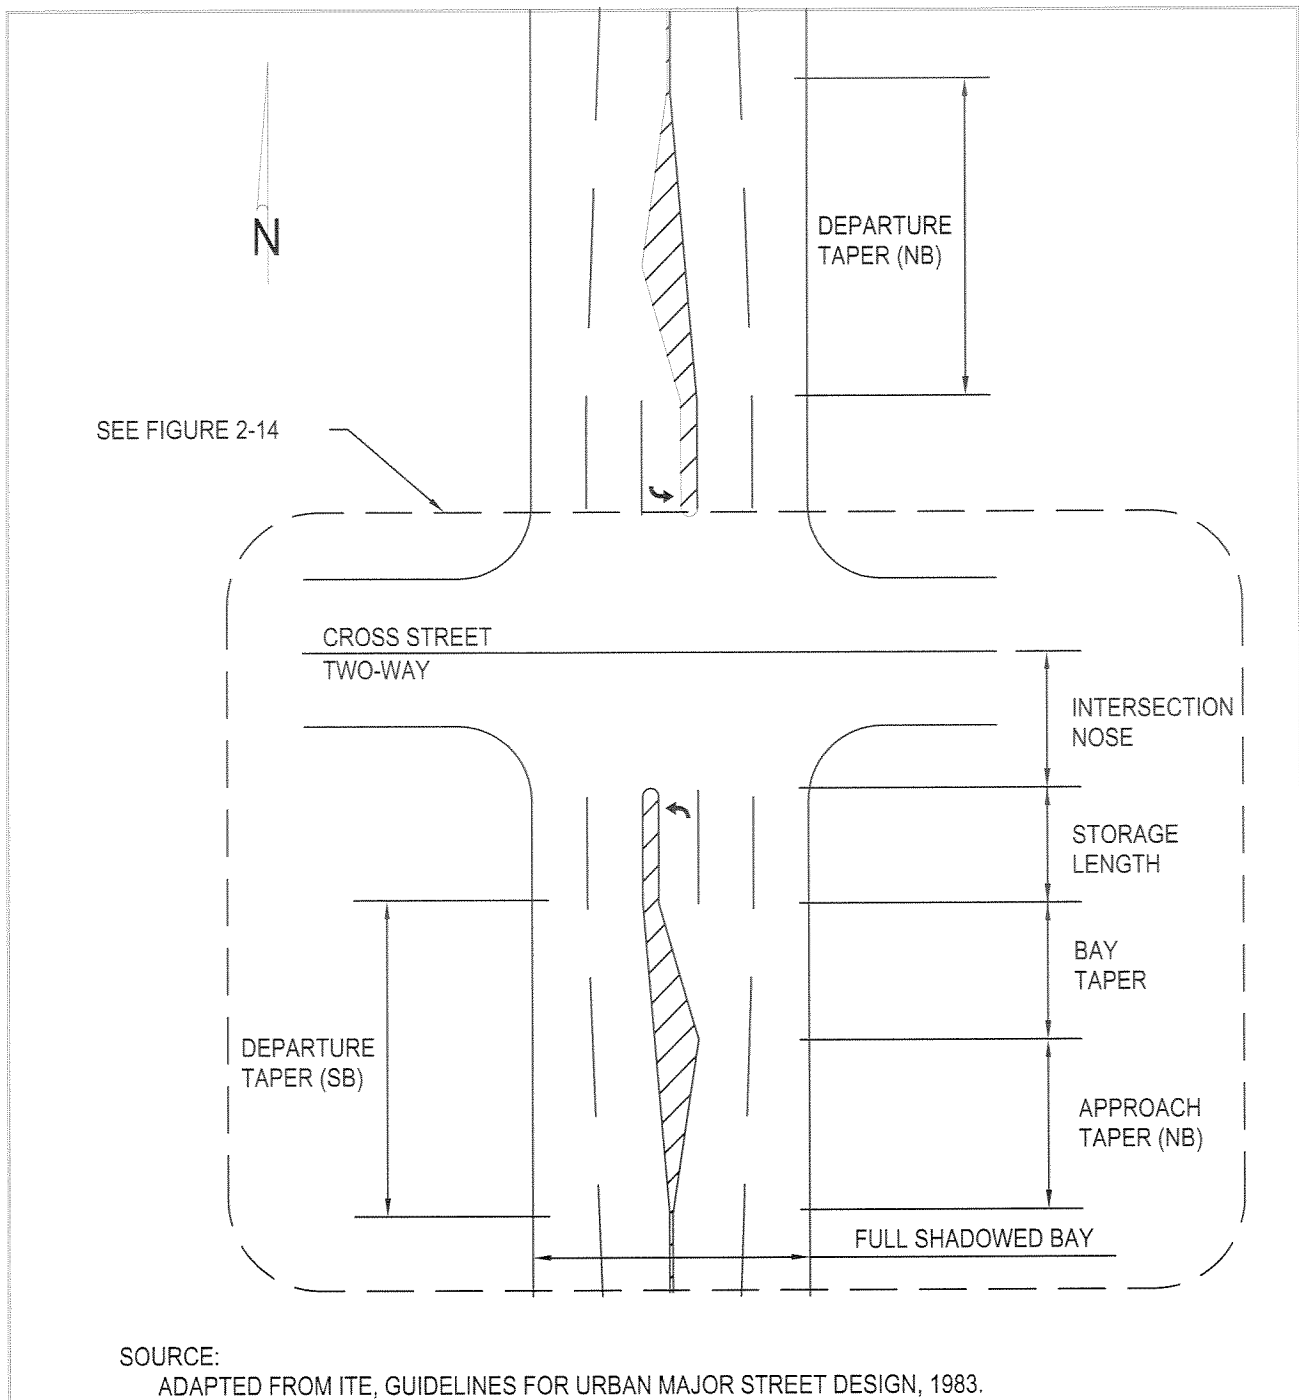 N
DEPARTURE
TAPER (NB)
SEE FIGURE 2-14
CROSS STREET
TWO-WAY
INTERSECTION
NOSE
STORAGE
LENGTH
BAY
TAPER
DEPARTURE
TAPER (SB)
APPROACH
TAPER (NB)
FULL SHADOWED BAY
SOURCE:
ADAPTED FROM ITE, GUIDELINES FOR URBAN MAJOR STREET DESIGN, 1983.